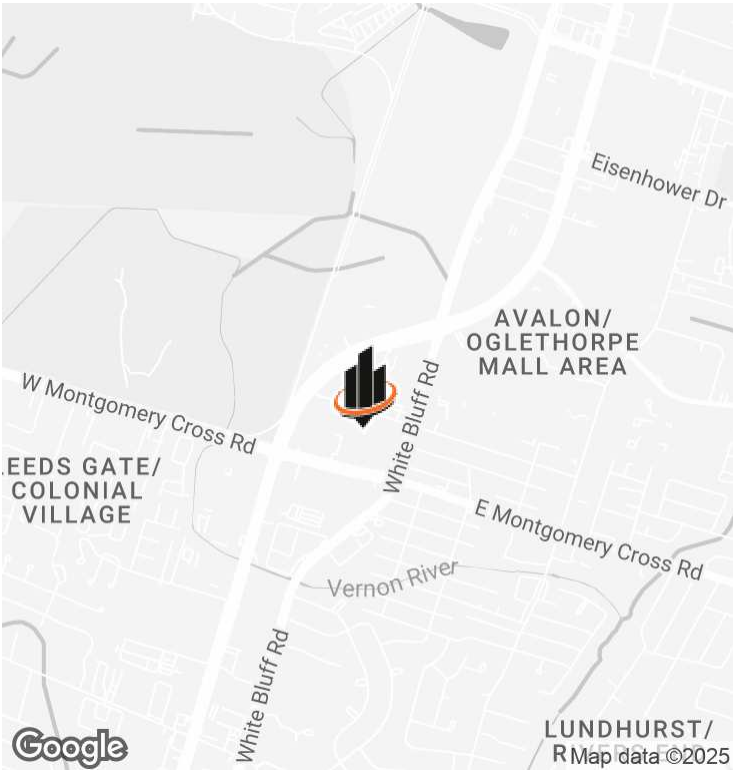 Eisenhower Dr
AVALON/
OGLETHORPE
MALL AREA
White Bluff Rd
W Montgomery Cross Rd
EEDS GATE/
COLONIAL
VILLAGE
E Montgomery Cross Rd
Vernon River
White Bluff Rd
LUNDHURST/
Google
Map data ©2025